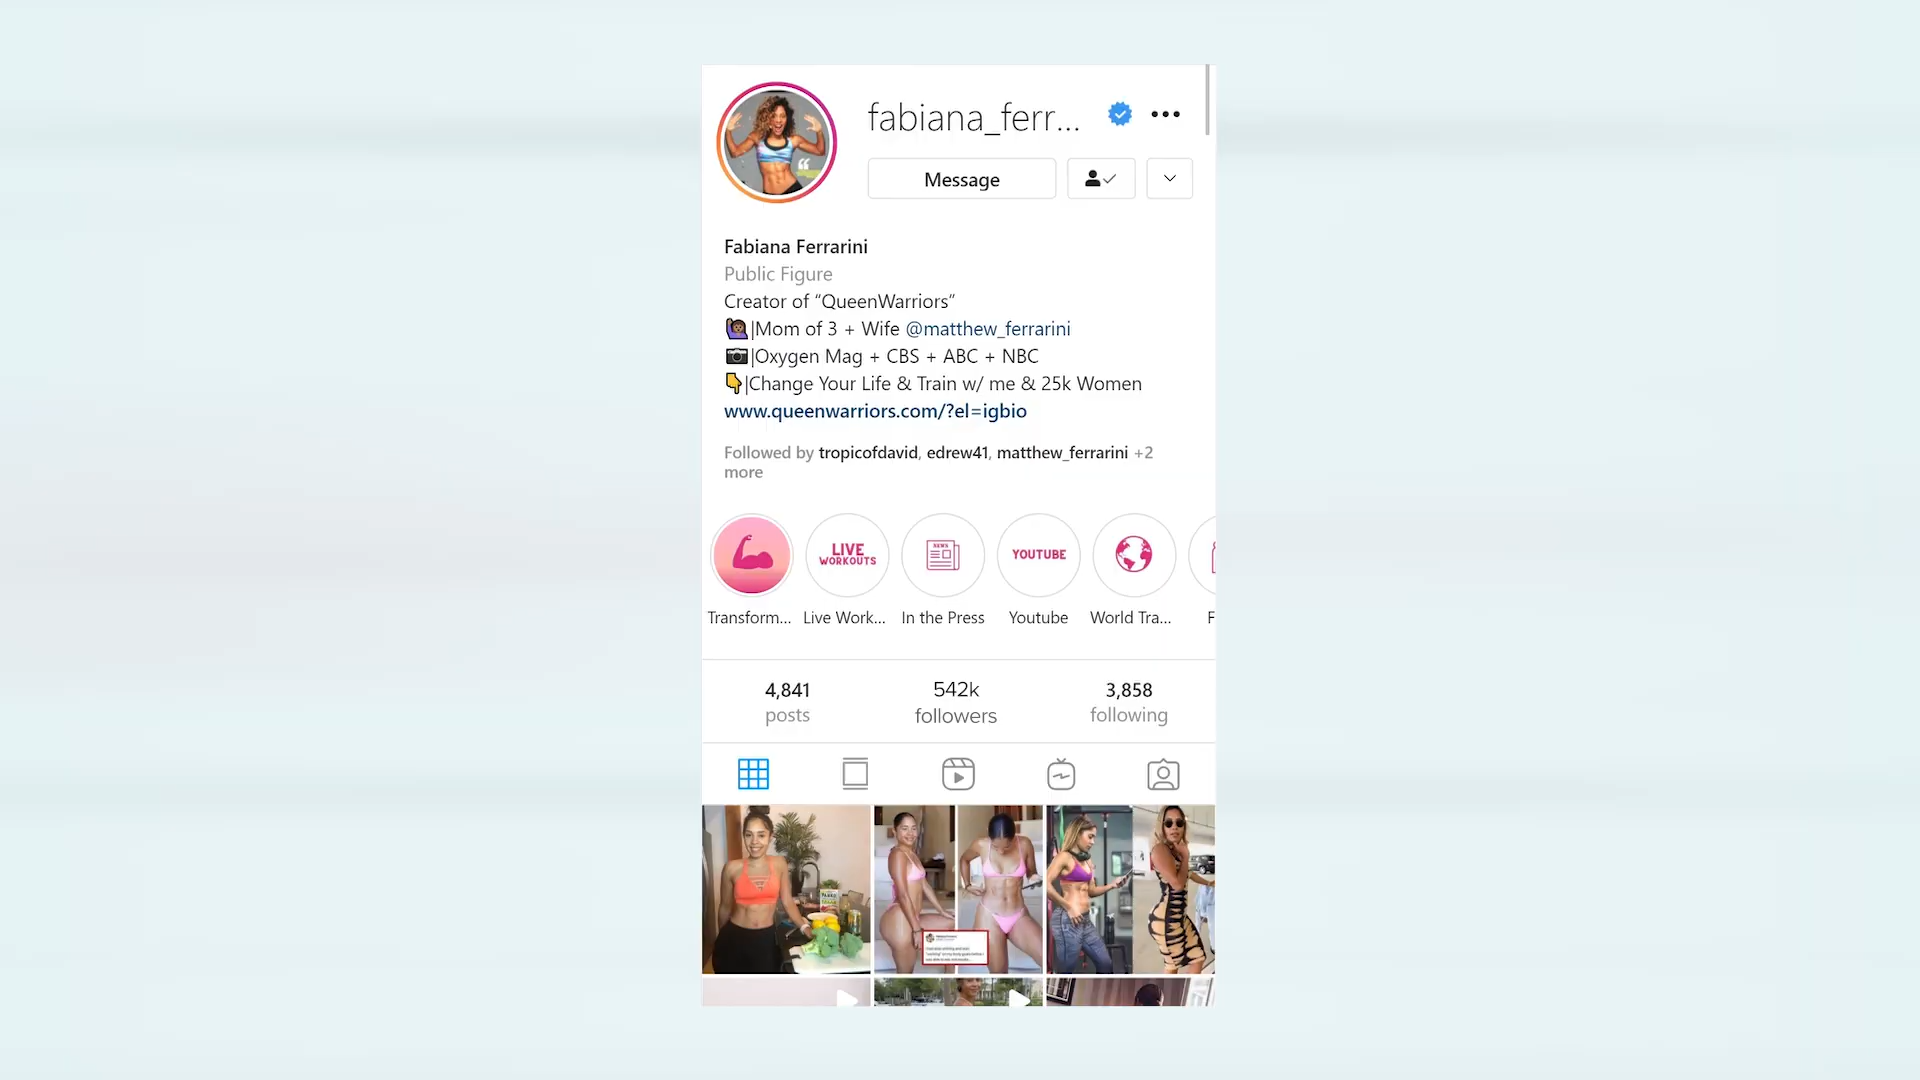 fabiana_ferr...
Message
Fabiana Ferrarini
Public Figure
Creator of “QueenWarriors”
|Mom of 3 + Wife @matthew_ferrarini
|Oxygen Mag + CBS + ABC + NBC
|Change Your Life & Train w/ me & 25k Women
www.queenwarriors.com/?el=igbio
Followed by tropicofdavid, edrew41, matthew_ferrarini +2
more
LIVE
WORKOUTS
NEWS
YOUTUBE
Transform... Live Work... In the Press Youtube World Tra... F
4,841 542k 3,858
posts followers following